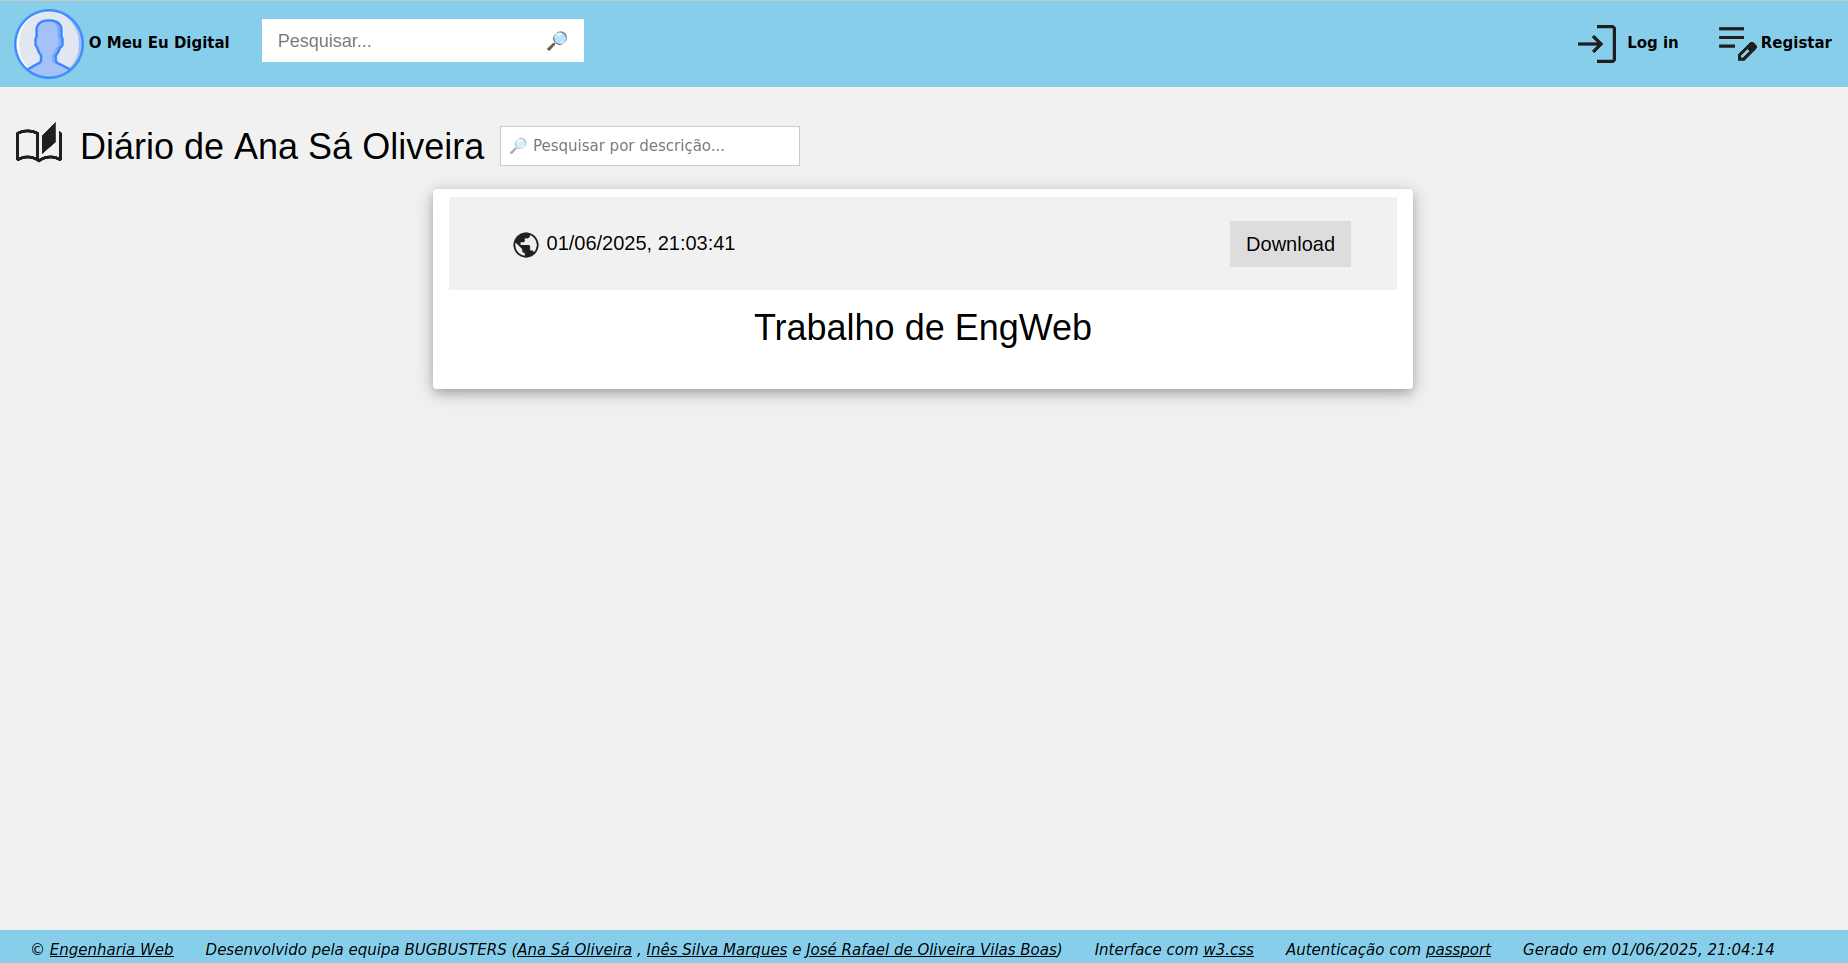 O Meu Eu Digital
Pesquisar...
Log in
Registar
Diário de Ana Sá Oliveira
Pesquisar por descrição...
01/06/2025, 21:03:41
Download
Trabalho de EngWeb
© Engenharia Web
Desenvolvido pela equipa BUGBUSTERS (Ana Sá Oliveira , Inês Silva Marques e José Rafael de Oliveira Vilas Boas)
Interface com w3.css
Autenticação com passport
Gerado em 01/06/2025, 21:04:14